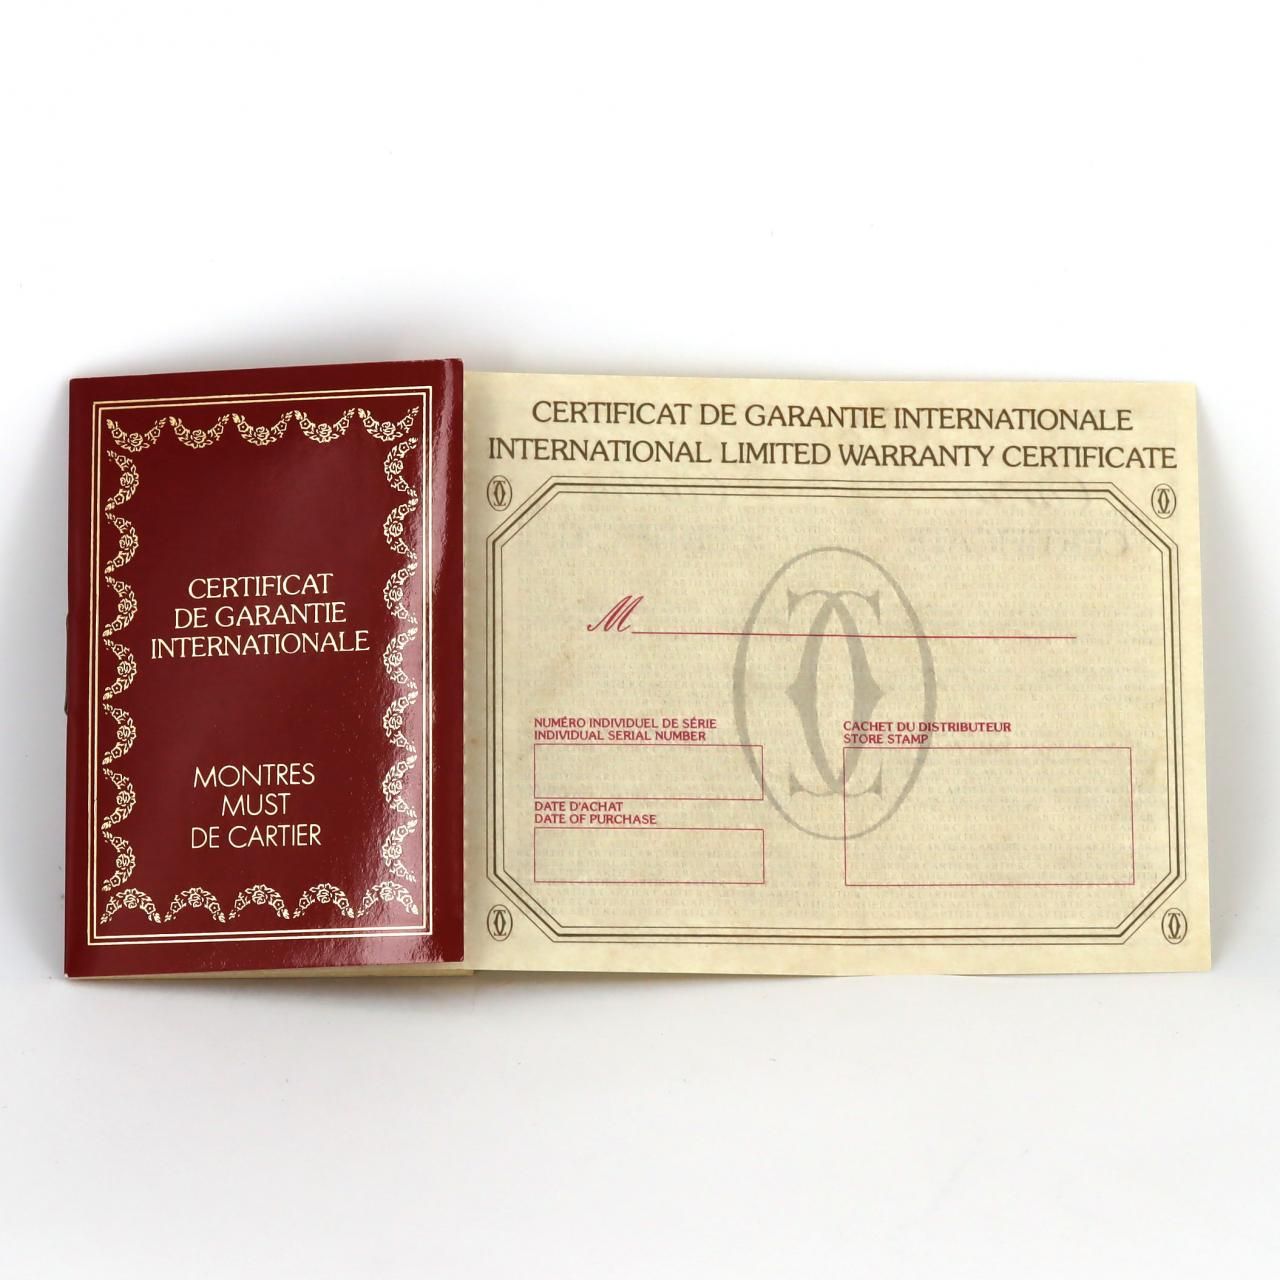 CERTIFICAT
DE GARANTIE
INTERNATIONALE
MONTRES
MUST
DE CARTIER
CERTIFICAT DE GARANTIE INTERNATIONALE
INTERNATIONAL LIMITED WARRANTY CERTIFICATE
M
NUMÉRO INDIVIDUEL DE SÉRIE
INDIVIDUAL SERIAL NUMBER
CACHET DU DISTRIBUTEUR
STORE STAMP
DATE D'ACHAT
DATE OF PURCHASE